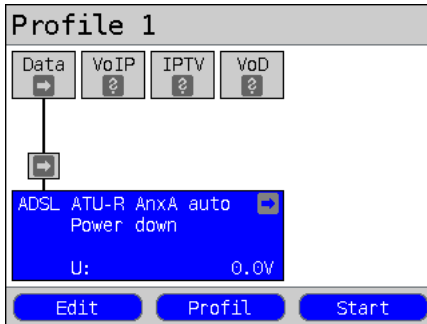 Profile 1
Data VoIP IPTV VoD
ADSL ATU-R AnxA auto
Power down
U: 0.0V
Edit Profil Start